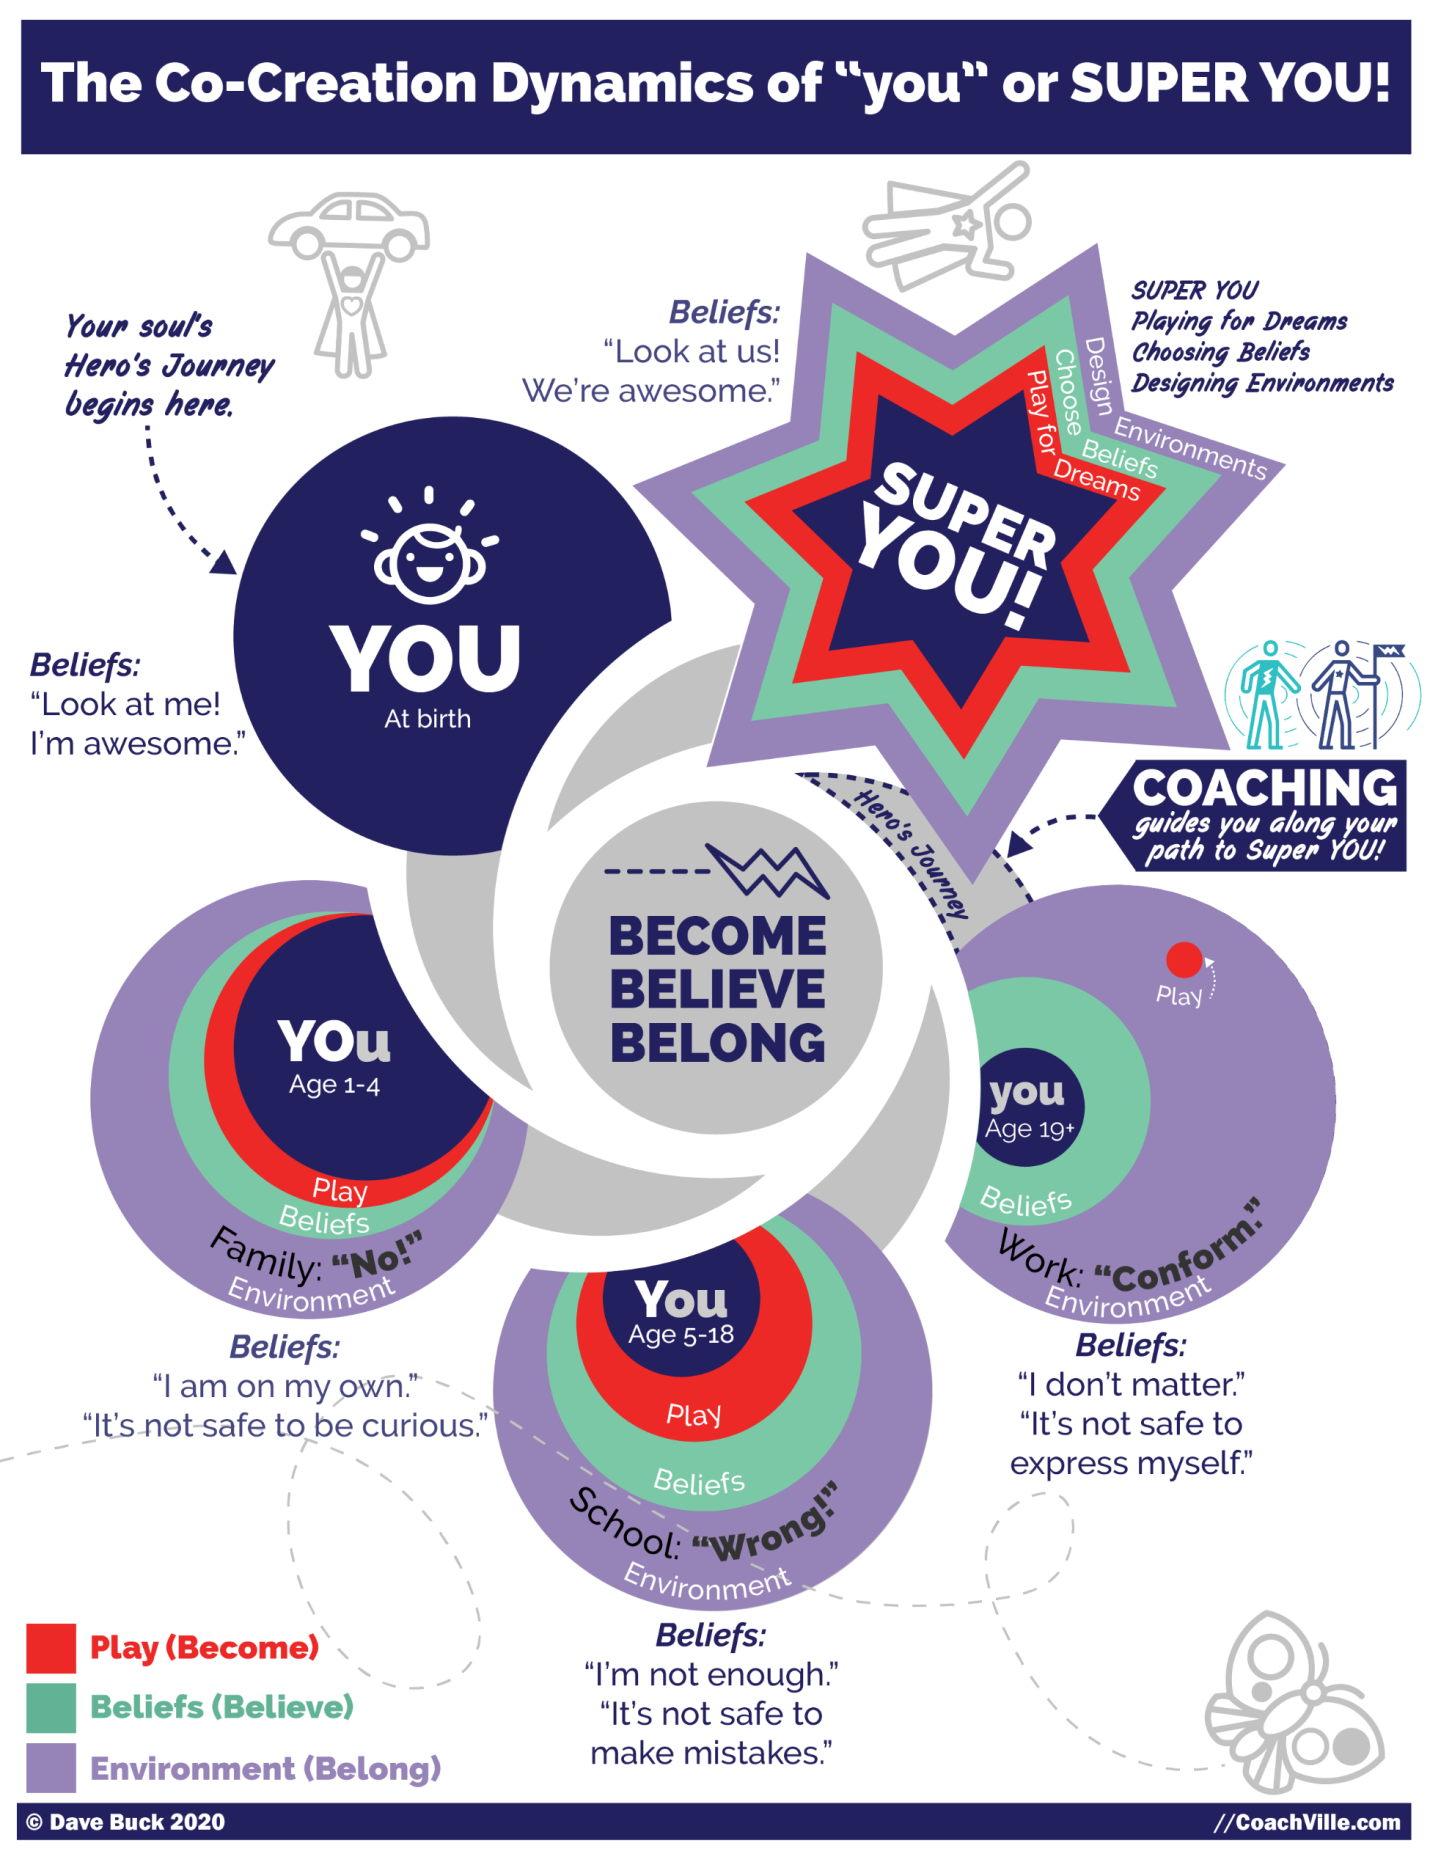 The Co-Creation Dynamics of “you” or SUPER YOU!
Your soul's
Hero's Journey
begins here.
Beliefs:
“Look at us!
We're awesome.”
SUPER YOU
Playing for Dreams
Choosing Beliefs
Designing Environments
Design Environments
Choose Beliefs
Play for Dreams
SUPER
YOU!
YOU
At birth
Beliefs:
“Look at me!
I'm awesome.”
COACHING
guides you along your
path to Super YOU!
Hero's Journey
BECOME
BELIEVE
BELONG
YOu
Age 1-4
Play
Beliefs
Family: “No!”
Environment
Beliefs:
“I am on my own.”
“It's not safe to be curious.”
You
Age 5-18
Play
Beliefs
School: “Wrong!”
Environment
Beliefs:
“I'm not enough.”
“It's not safe to
make mistakes.”
Play
you
Age 19+
Beliefs
Work: “Conform.”
Environment
Beliefs:
“I don't matter.”
“It's not safe to
express myself.”
Play (Become)
Beliefs (Believe)
Environment (Belong)
© Dave Buck 2020
//CoachVille.com